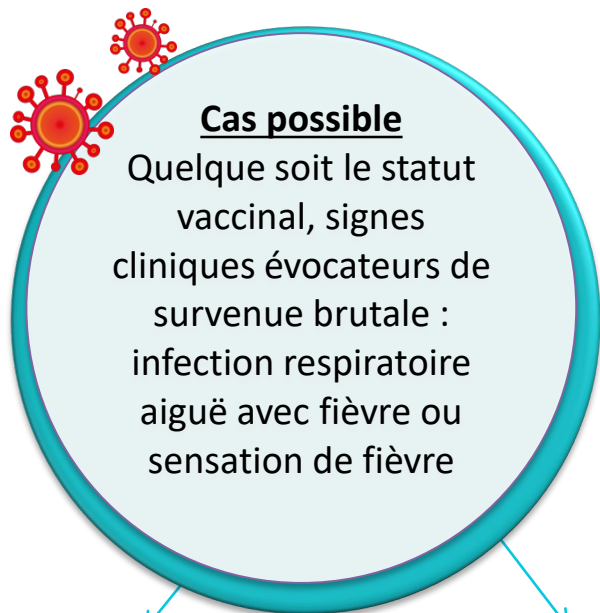 Cas possible
Quelque soit le statut
vaccinal, signes
cliniques évocateurs de
survenue brutale :
infection respiratoire
aiguë avec fièvre ou
sensation de fièvre